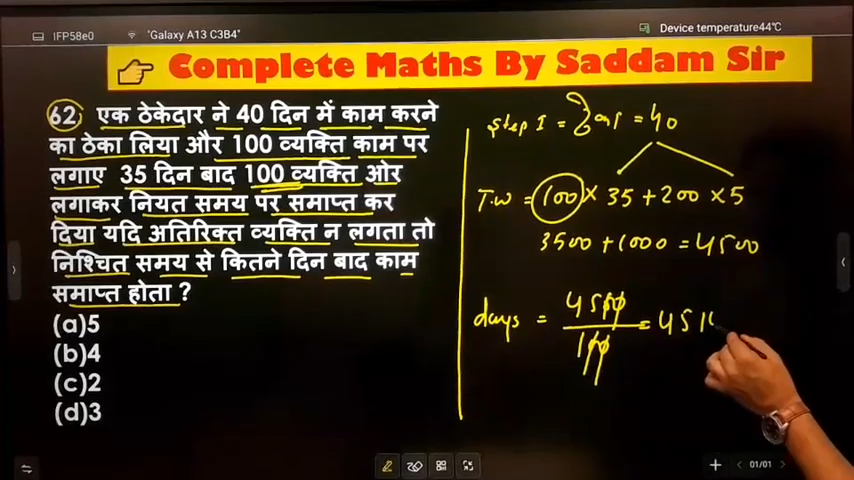 IFP58e0 "Galaxy A13 C3B4" Device temperature44℃
Complete Maths By Saddam Sir
62 एक ठेकेदार ने 40 दिन में काम करने
का ठेका लिया और 100 व्यक्ति काम पर
लगाए 35 दिन बाद 100 व्यक्ति ओर
लगाकर नियत समय पर समाप्त कर
दिया यदि अतिरिक्त व्यक्ति न लगता तो
निश्चित समय से कितने दिन बाद काम
समाप्त होता ?
(a)5
(b)4
(c)2
(d)3
Step I = = 40
T.W = 100 × 35 + 200 × 5
3500 + 1000 = 4500
days = 4500
100
= 45
01/01